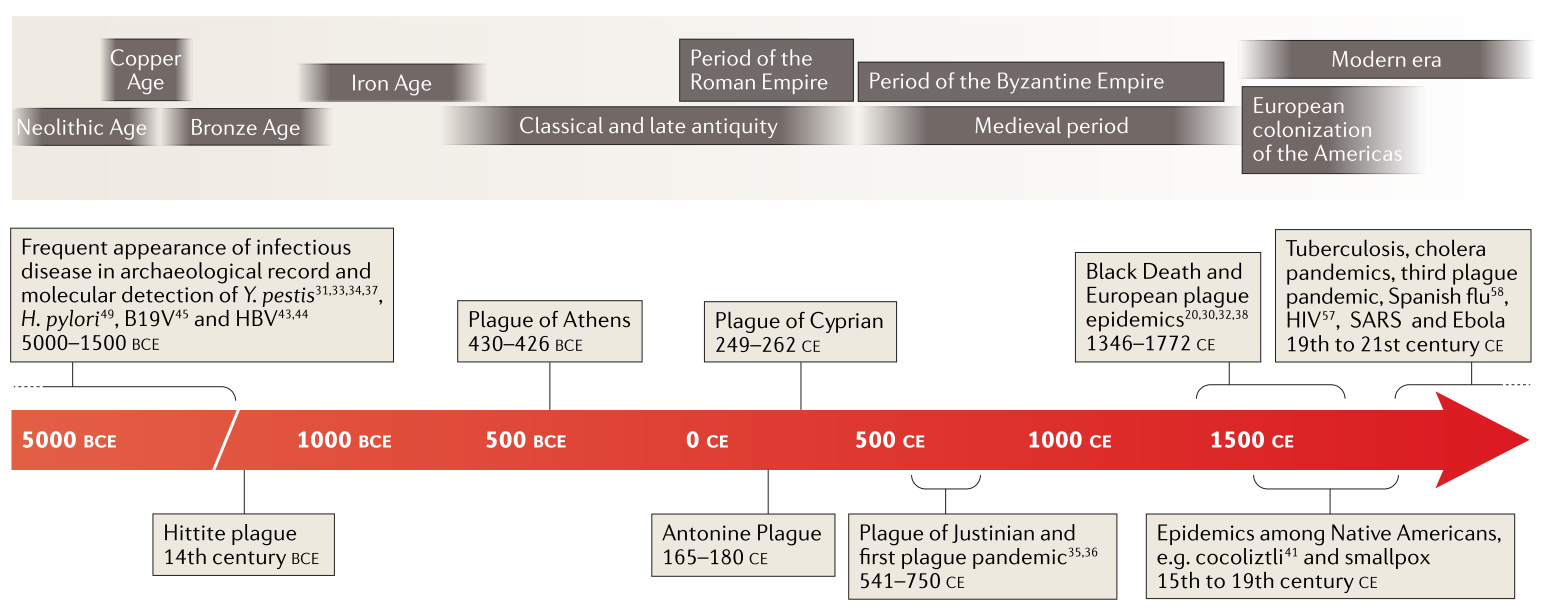 Copper
Age
Iron Age
Period of the
Roman Empire
Period of the Byzantine Empire
Modern era
Neolithic Age
Bronze Age
Classical and late antiquity
Medieval period
European
colonization
of the Americas
Frequent appearance of infectious
disease in archaeological record and
molecular detection of Y. pestis31,33,34,37,
H. pylori49, B19V45 and HBV43,44
5000–1500 BCE
Plague of Athens
430–426 BCE
Plague of Cyprian
249–262 CE
Black Death and
European plague
epidemics20,30,32,38
1346–1772 CE
Tuberculosis, cholera
pandemics, third plague
pandemic, Spanish flu58,
HIV57, SARS and Ebola
19th to 21st century CE
5000 BCE
1000 BCE
500 BCE
0 CE
500 CE
1000 CE
1500 CE
Hittite plague
14th century BCE
Antonine Plague
165–180 CE
Plague of Justinian and
first plague pandemic35,36
541–750 CE
Epidemics among Native Americans,
e.g. cocoliztli41 and smallpox
15th to 19th century CE